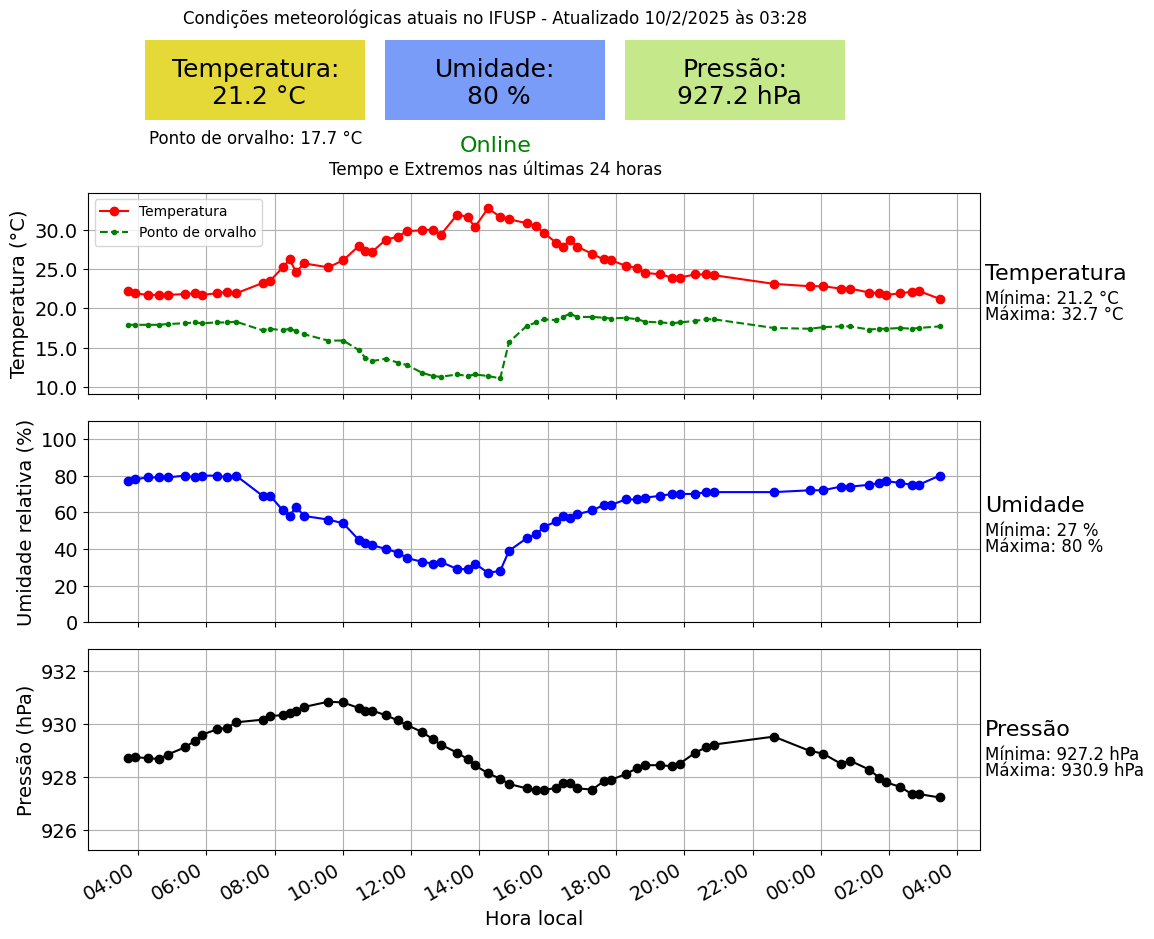 Condições meteorológicas atuais no IFUSP - Atualizado 10/2/2025 às 03:28
Temperatura:
21.2 °C
Umidade:
80 %
Pressão:
927.2 hPa
Ponto de orvalho: 17.7 °C
Online
Tempo e Extremos nas últimas 24 horas
Temperatura
Ponto de orvalho
Temperatura (°C)
30.0
25.0
20.0
15.0
10.0
Temperatura
Mínima: 21.2 °C
Máxima: 32.7 °C
Umidade relativa (%)
100
80
60
40
20
0
Umidade
Mínima: 27 %
Máxima: 80 %
Pressão (hPa)
932
930
928
926
Pressão
Mínima: 927.2 hPa
Máxima: 930.9 hPa
04:00 06:00 08:00 10:00 12:00 14:00 16:00 18:00 20:00 22:00 00:00 02:00 04:00
Hora local